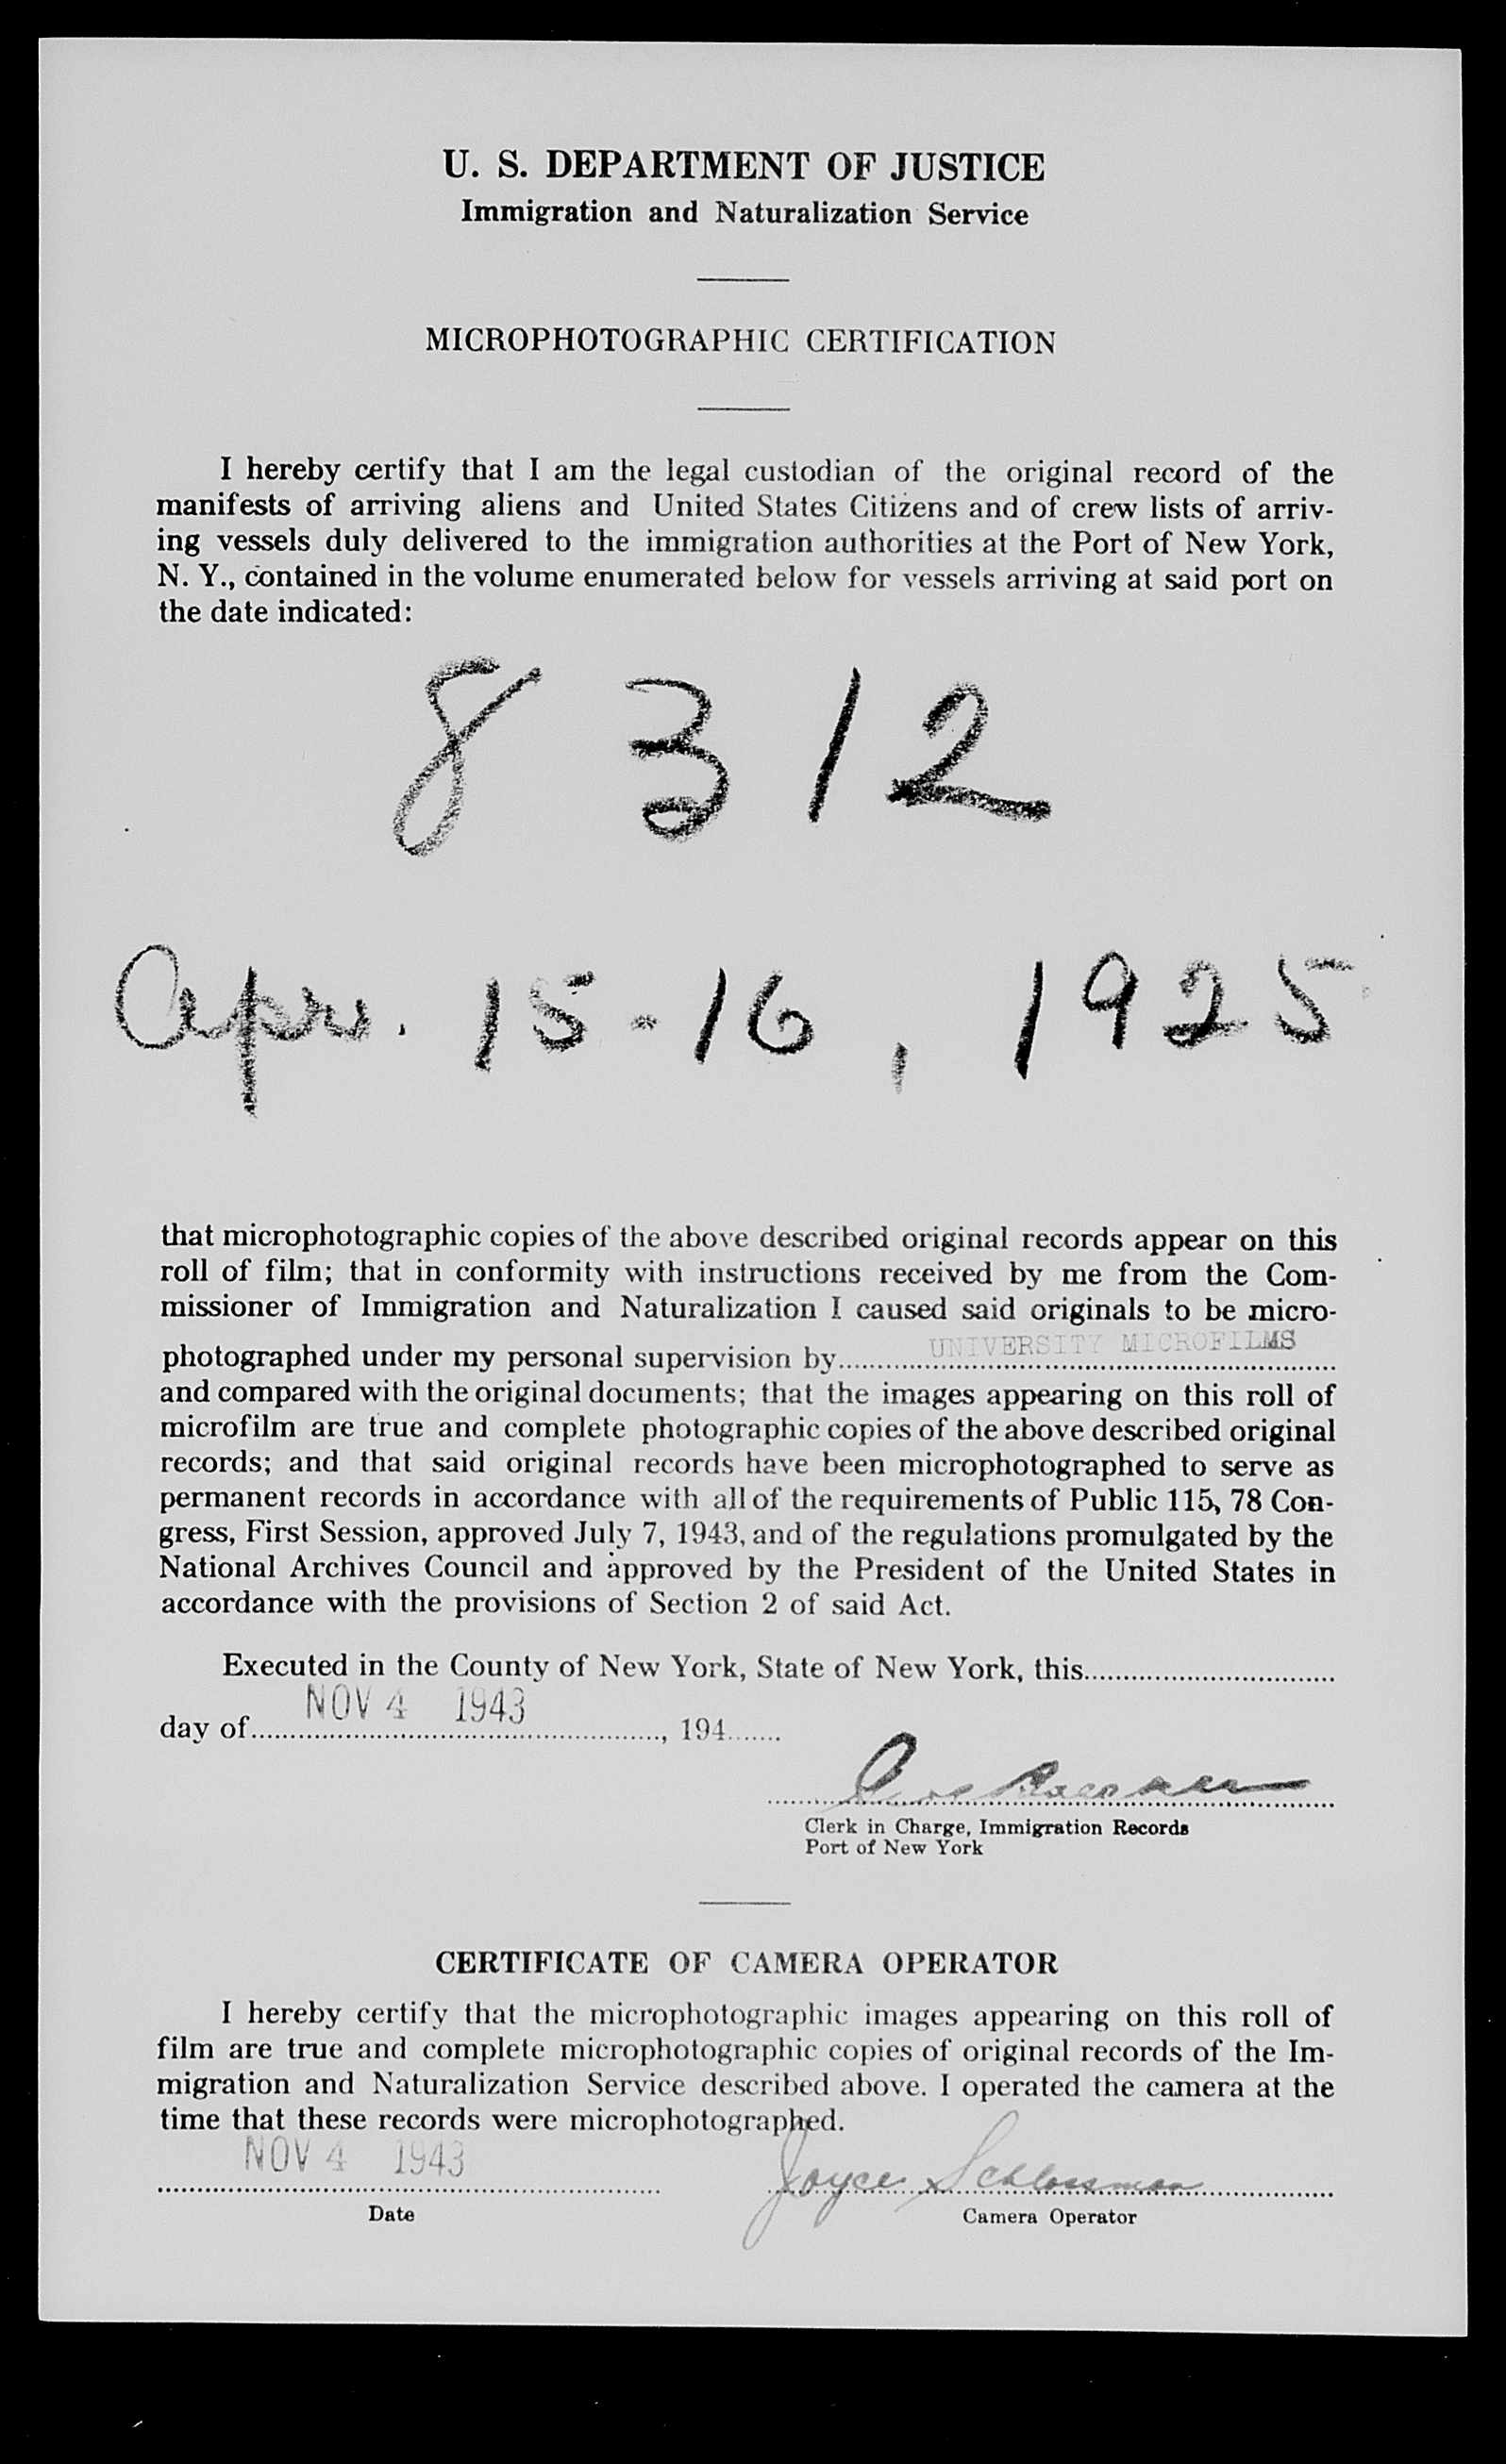 U. S. DEPARTMENT OF JUSTICE
Immigration and Naturalization Service
MICROPHOTOGRAPHIC CERTIFICATION
I hereby certify that I am the legal custodian of the original record of the
manifests of arriving aliens and United States Citizens and of crew lists of arriv-
ing vessels duly delivered to the immigration authorities at the Port of New York,
N. Y., contained in the volume enumerated below for vessels arriving at said port on
the date indicated:
8312
Apr. 15-16, 1925
that microphotographic copies of the above described original records appear on this
roll of film; that in conformity with instructions received by me from the Com-
missioner of Immigration and Naturalization I caused said originals to be micro-
photographed under my personal supervision by UNIVERSITY MICROFILMS
and compared with the original documents; that the images appearing on this roll of
microfilm are true and complete photographic copies of the above described original
records; and that said original records have been microphotographed to serve as
permanent records in accordance with all of the requirements of Public 115, 78 Con-
gress, First Session, approved July 7, 1943, and of the regulations promulgated by the
National Archives Council and approved by the President of the United States in
accordance with the provisions of Section 2 of said Act.
Executed in the County of New York, State of New York, this
day of NOV 4 1943, 194
Clerk in Charge, Immigration Records
Port of New York
CERTIFICATE OF CAMERA OPERATOR
I hereby certify that the microphotographic images appearing on this roll of
film are true and complete microphotographic copies of original records of the Im-
migration and Naturalization Service described above. I operated the camera at the
time that these records were microphotographed.
NOV 4 1943 Joyce Schlossman
Date Camera Operator